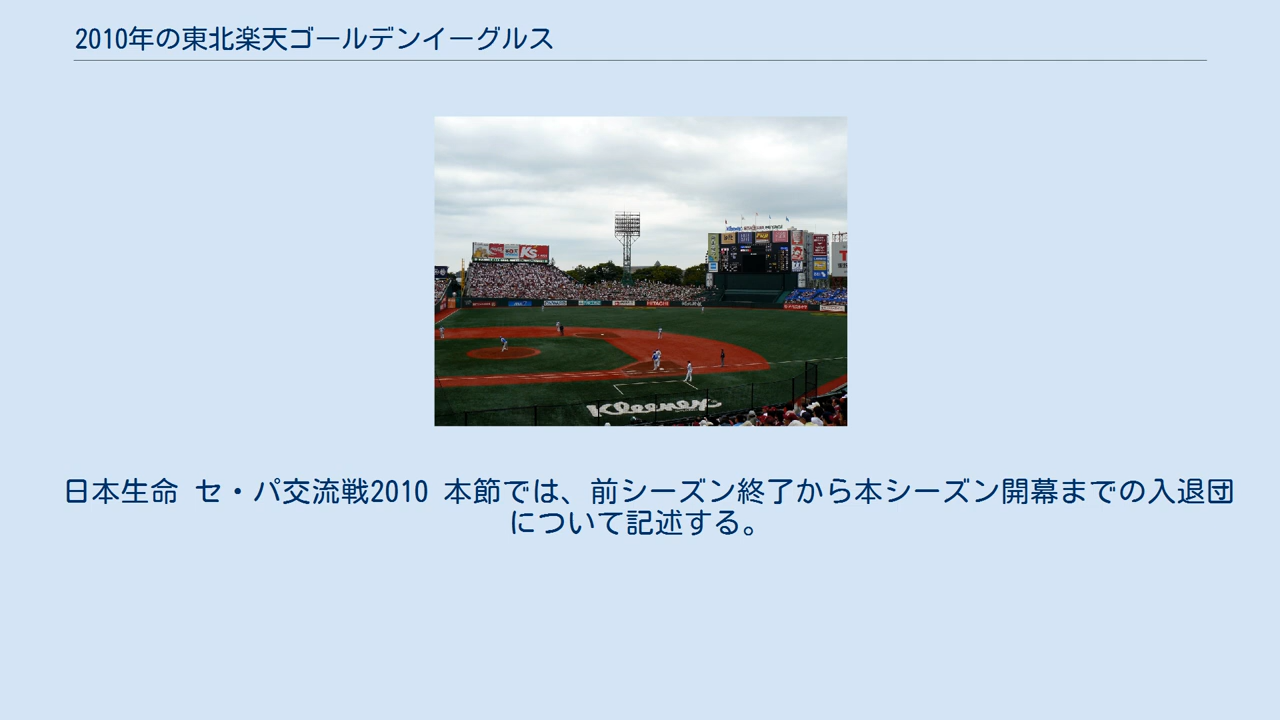 2010年の東北楽天ゴールデンイーグルス
KS
HITACHI
Kleenex
日本生命 セ・パ交流戦2010 本節では、前シーズン終了から本シーズン開幕までの入退団
について記述する。